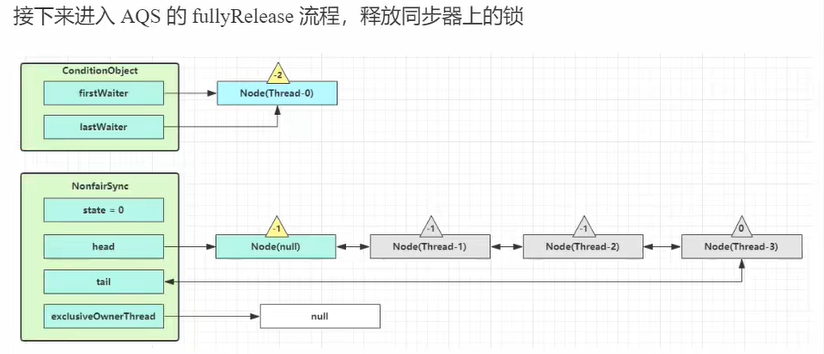 接下来进入 AQS 的 fullyRelease 流程，释放同步器上的锁
ConditionObject
-2
firstWaiter
Node(Thread-0)
lastWaiter
NonfairSync
state = 0
-1
-1
-1
0
head
Node(null)
Node(Thread-1)
Node(Thread-2)
Node(Thread-3)
tail
exclusiveOwnerThread
null